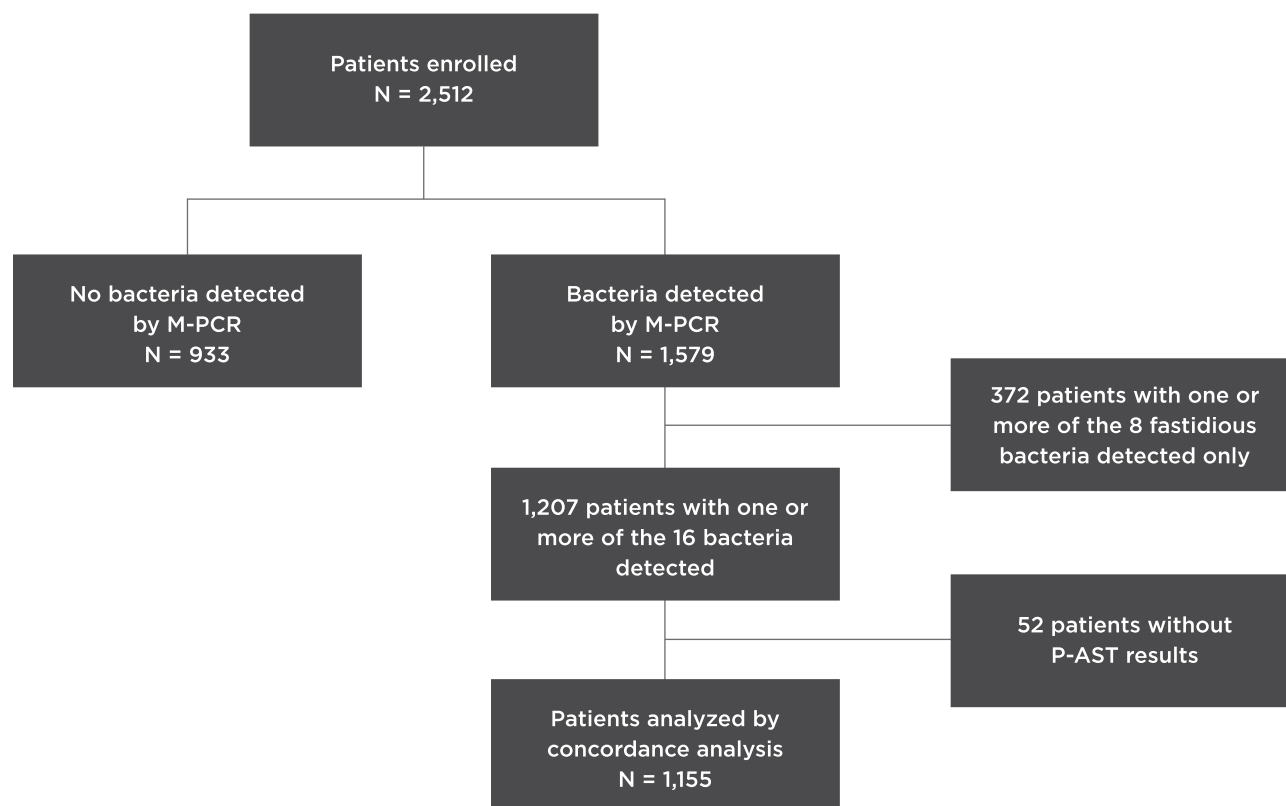 Patients enrolled
N = 2,512
No bacteria detected
by M-PCR
N = 933
Bacteria detected
by M-PCR
N = 1,579
372 patients with one or
more of the 8 fastidious
bacteria detected only
1,207 patients with one or
more of the 16 bacteria
detected
52 patients without
P-AST results
Patients analyzed by
concordance analysis
N = 1,155